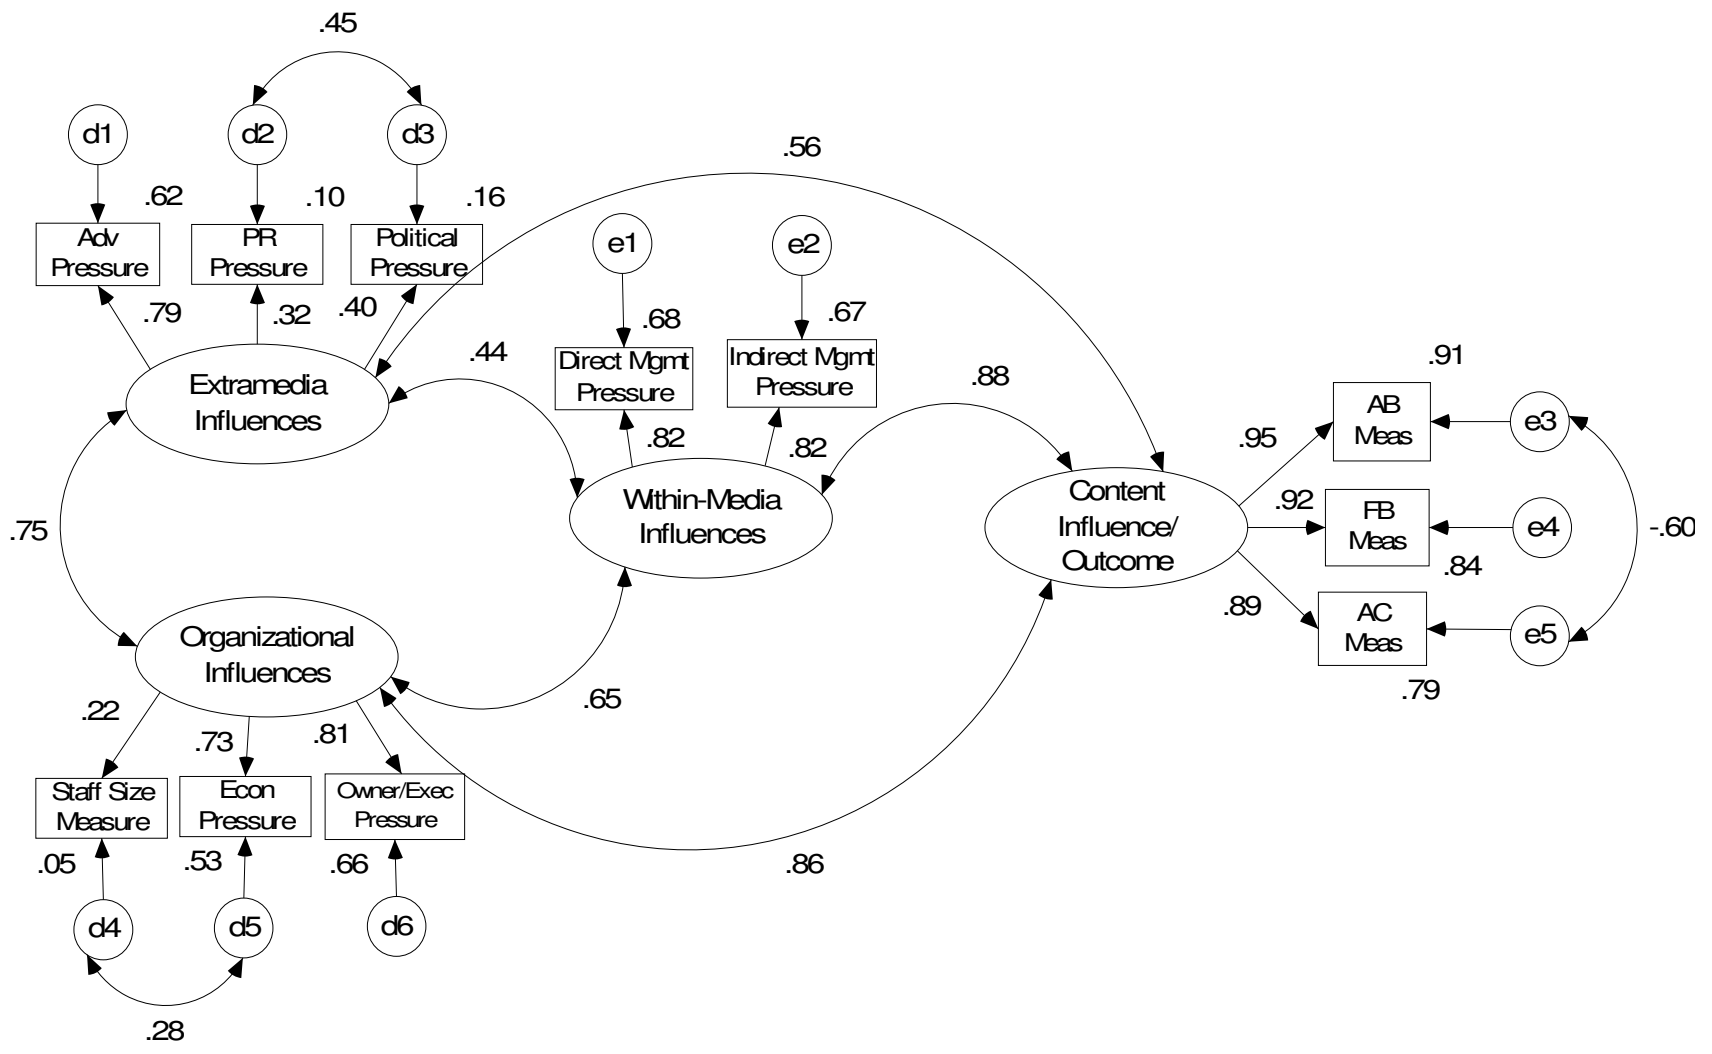 .45
d1
d2
d3
.62
.10
.16
Adv
Pressure
PR
Pressure
Political
Pressure
.79
.32
.40
.56
e1
e2
.68
.67
Direct Mgmt
Pressure
Indirect Mgmt
Pressure
.82
.82
Extramedia
Influences
.44
.88
Within-Media
Influences
Content
Influence/
Outcome
.91
AB
Meas
e3
.95
.92
FB
Meas
e4
.84
-.60
.89
AC
Meas
e5
.79
.75
Organizational
Influences
.65
.22
.73
.81
Staff Size
Measure
Econ
Pressure
Owner/Exec
Pressure
.05
.53
.66
.86
d4
d5
d6
.28